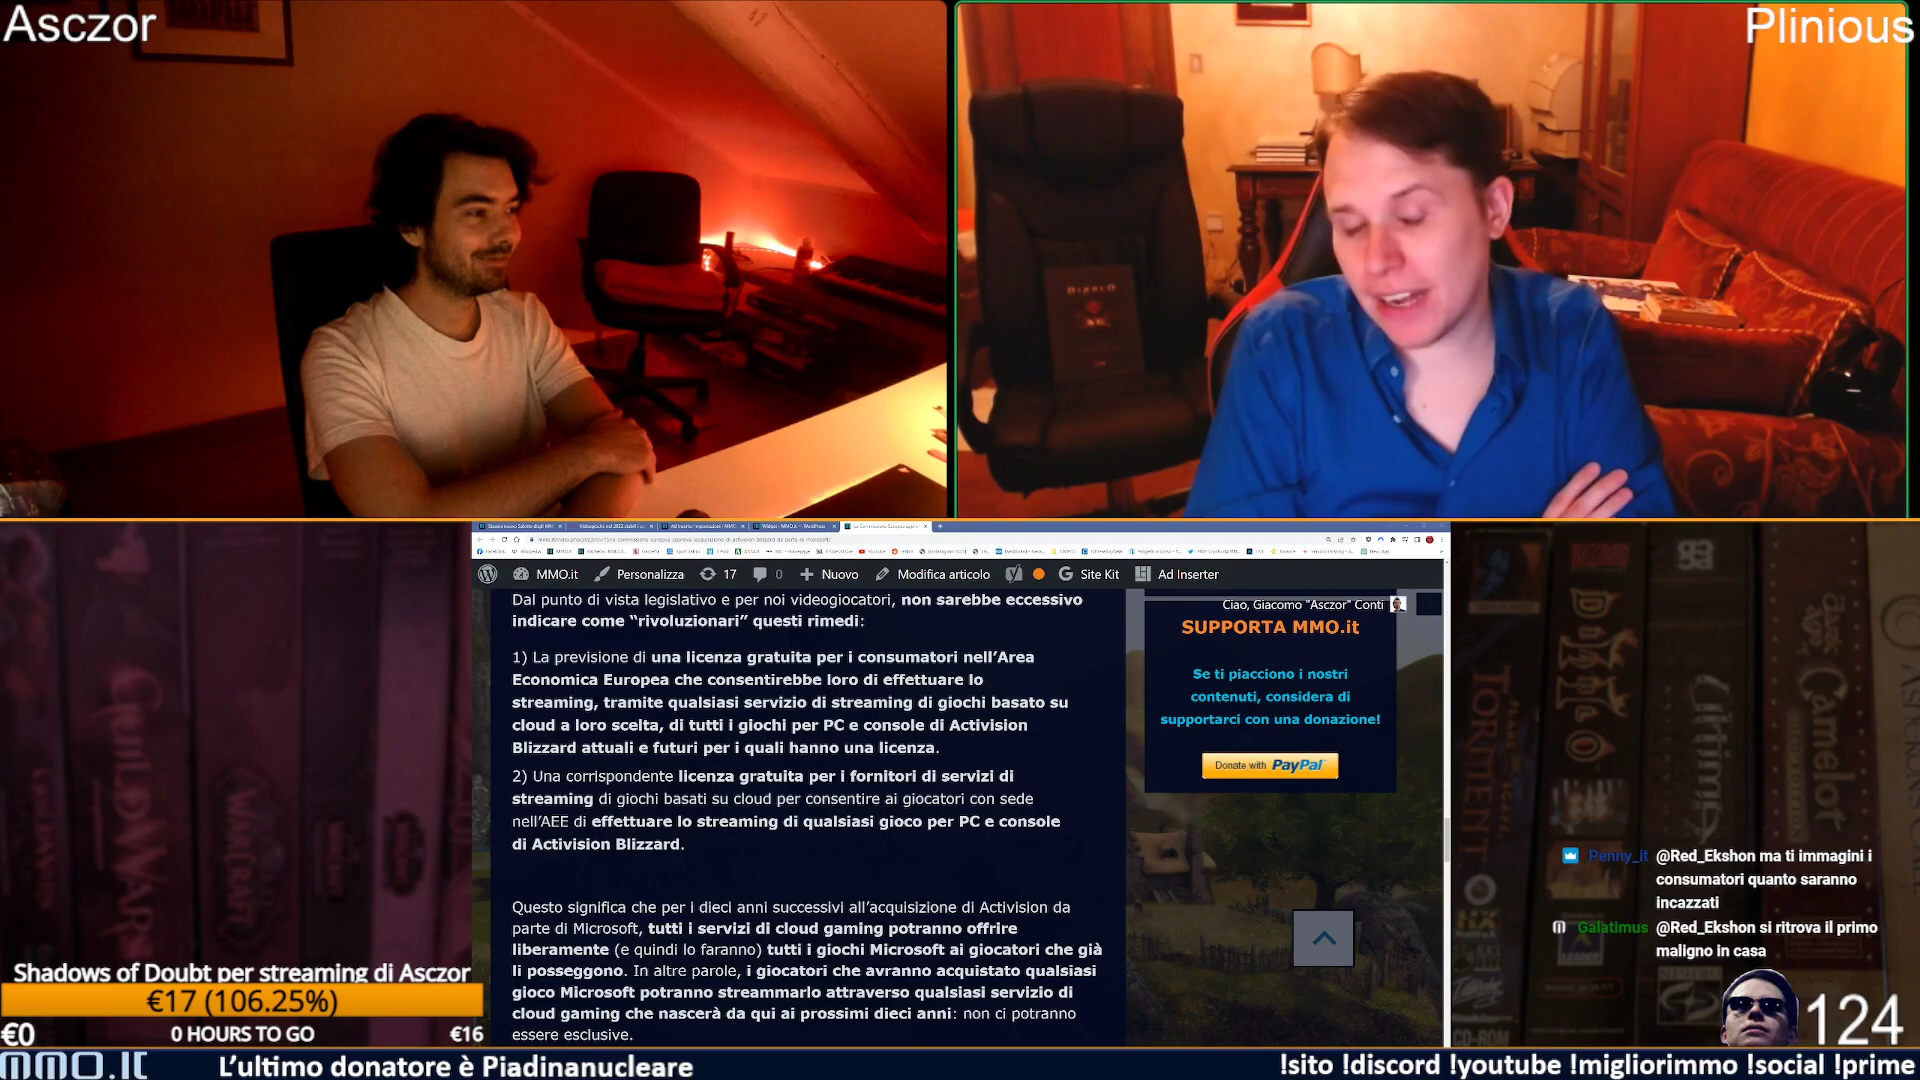 Asczor
Plinious
DIABLO
MMO.it
Personalizza
17
0
Nuovo
Modifica articolo
Site Kit
Ad Inserter
Ciao, Giacomo "Asczor" Conti
Dal punto di vista legislativo e per noi videogiocatori, non sarebbe eccessivo
indicare come “rivoluzionari” questi rimedi:
1) La previsione di una licenza gratuita per i consumatori nell’Area
Economica Europea che consentirebbe loro di effettuare lo
streaming, tramite qualsiasi servizio di streaming di giochi basato su
cloud a loro scelta, di tutti i giochi per PC e console di Activision
Blizzard attuali e futuri per i quali hanno una licenza.
2) Una corrispondente licenza gratuita per i fornitori di servizi di
streaming di giochi basati su cloud per consentire ai giocatori con sede
nell’AEE di effettuare lo streaming di qualsiasi gioco per PC e console
di Activision Blizzard.
Questo significa che per i dieci anni successivi all’acquisizione di Activision da
parte di Microsoft, tutti i servizi di cloud gaming potranno offrire
liberamente (e quindi lo faranno) tutti i giochi Microsoft ai giocatori che già
li posseggono. In altre parole, i giocatori che avranno acquistato qualsiasi
gioco Microsoft potranno streammarlo attraverso qualsiasi servizio di
cloud gaming che nascerà da qui ai prossimi dieci anni: non ci potranno
essere esclusive.
SUPPORTA MMO.it
Se ti piacciono i nostri
contenuti, considera di
supportarci con una donazione!
Donate with PayPal
GUILD WARS
WARCRAFT
TORMENT
Diablo
Ultima
Camelot
CD-ROM
Penny_it @Red_Ekshon ma ti immagini i
consumatori quanto saranno
incazzati
Galatimus @Red_Ekshon si ritrova il primo
maligno in casa
124
Shadows of Doubt per streaming di Asczor
€17 (106.25%)
€0
0 HOURS TO GO
€16
MMO.IT
L’ultimo donatore è Piadinanucleare
!sito !discord !youtube !migliorimmo !social !prime